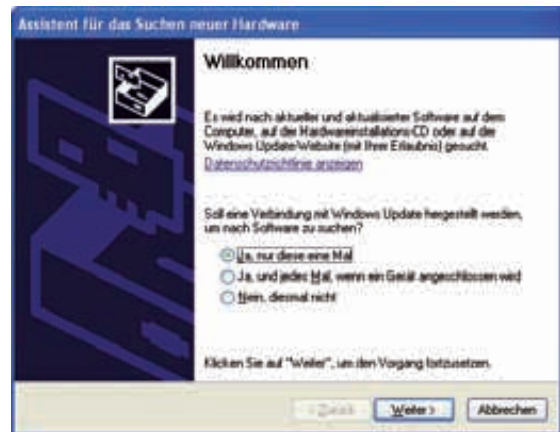 Assistent für das Suchen neuer Hardware
Willkommen
Es wird nach aktueller und aktualisierter Software auf dem
Computer, auf der Hardwareinstallations-CD oder auf der
Windows Update-Website (mit Ihrer Erlaubnis) gesucht.
Datenschutzrichtlinie anzeigen
Soll eine Verbindung mit Windows Update hergestellt werden,
um nach Software zu suchen?
Ja, nur diese eine Mal
Ja, und jedes Mal, wenn ein Gerät angeschlossen wird
Nein, diesmal nicht
Klicken Sie auf "Weiter", um den Vorgang fortzusetzen.
< Zurück Weiter > Abbrechen